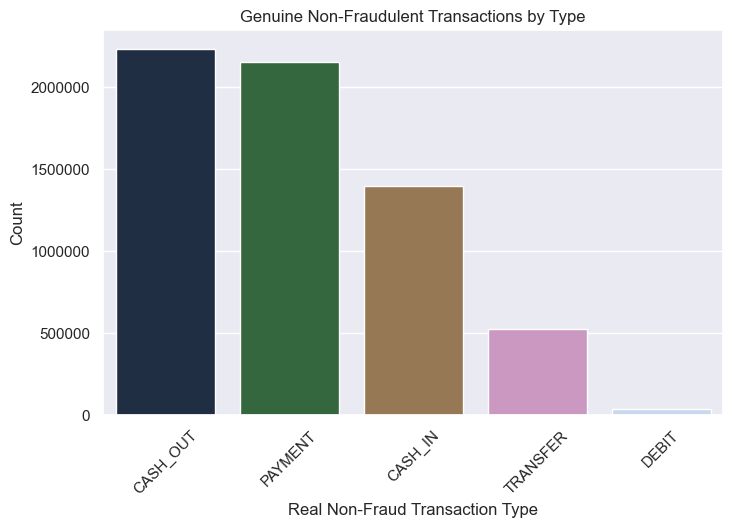 Genuine Non-Fraudulent Transactions by Type
Count
2000000
1500000
1000000
500000
0
CASH_OUT
PAYMENT
CASH_IN
TRANSFER
DEBIT
Real Non-Fraud Transaction Type